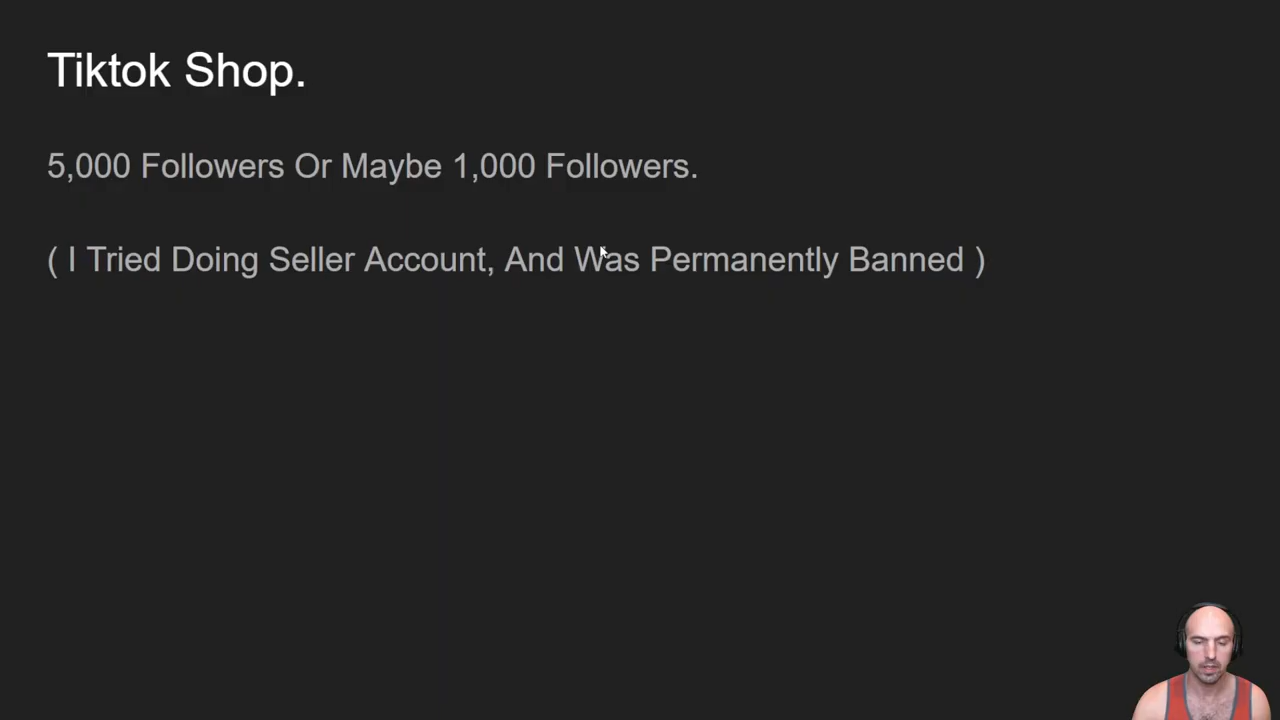 Tiktok Shop.
5,000 Followers Or Maybe 1,000 Followers.
( I Tried Doing Seller Account, And Was Permanently Banned )